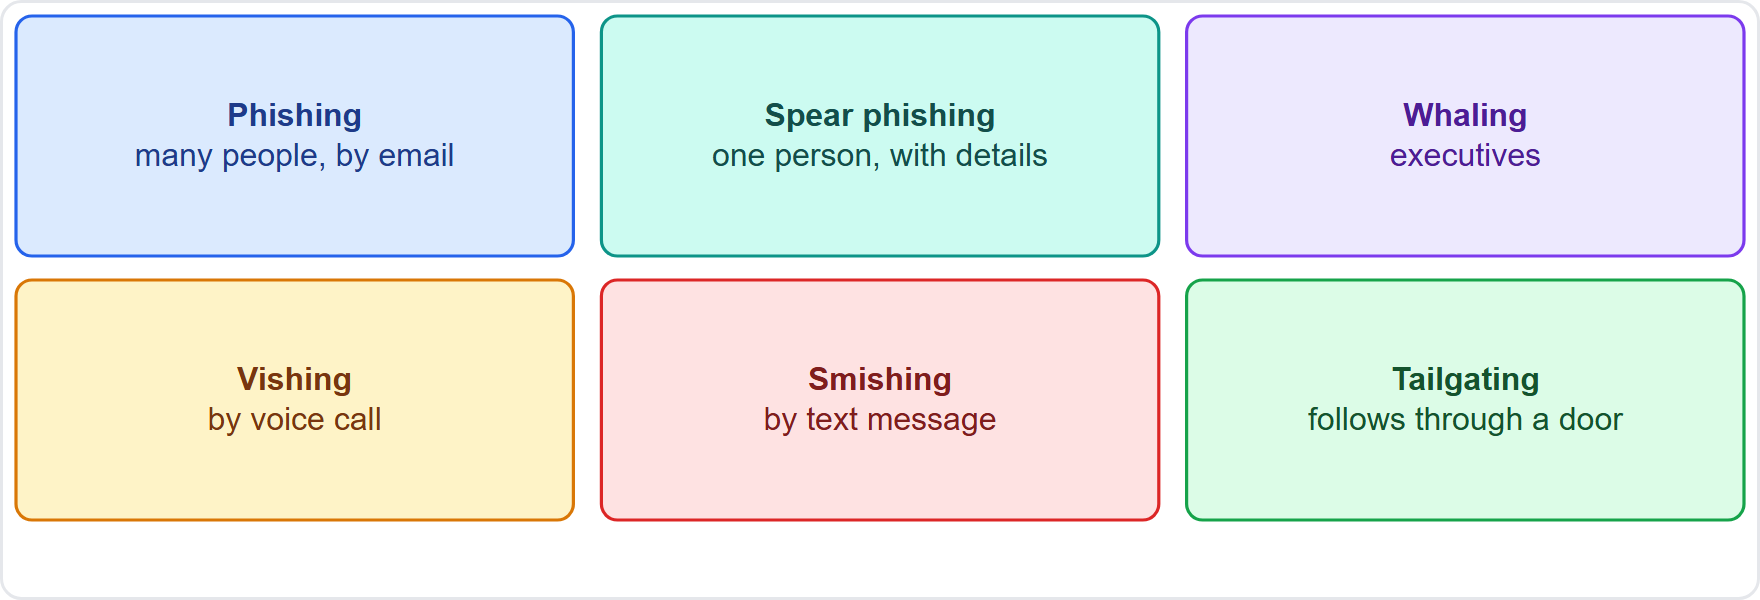 Phishing
many people, by email
Spear phishing
one person, with details
Whaling
executives
Vishing
by voice call
Smishing
by text message
Tailgating
follows through a door